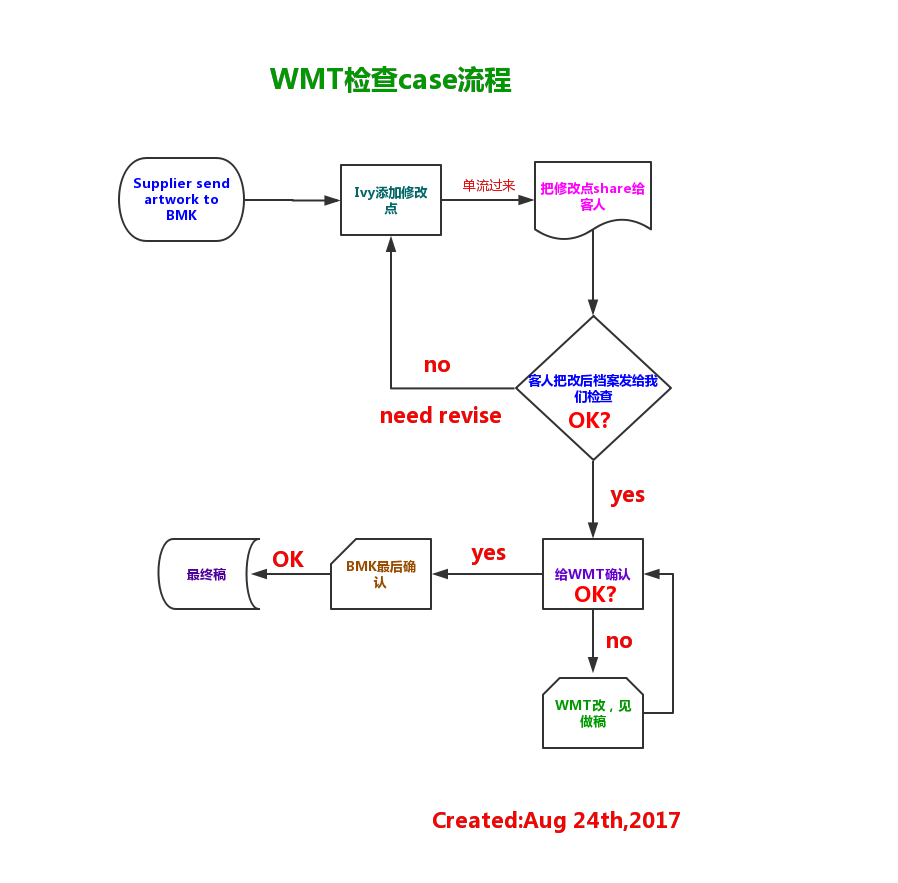 WMT检查case流程
Supplier send
artwork to
BMK
Ivy添加修改
点
单流过来
把修改点share给
客人
no
need revise
客人把改后档案发给我
们检查
OK?
yes
最终稿
OK
BMK最后确
认
yes
给WMT确认
OK?
no
WMT改，见
做稿
Created:Aug 24th,2017